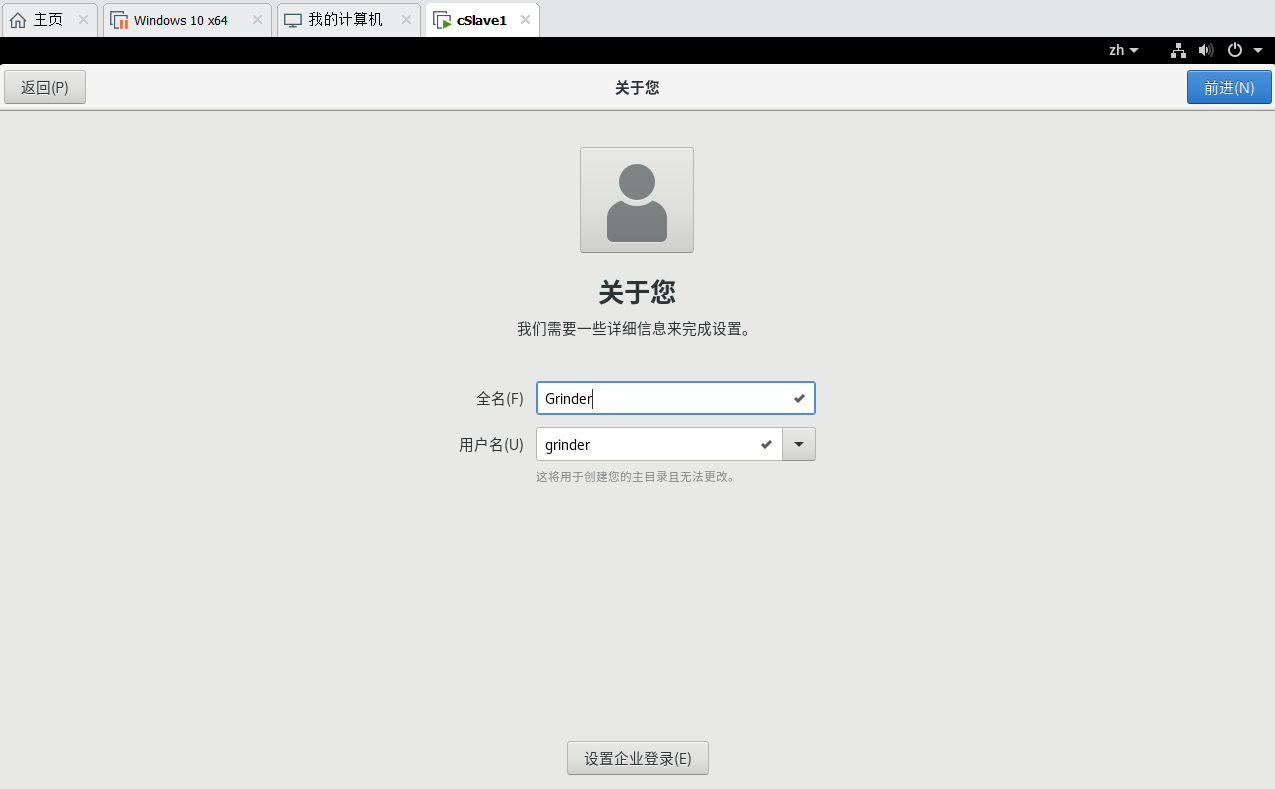 主页
Windows 10 x64
我的计算机
cSlave1
zh
返回(P)
关于您
前进(N)
关于您
我们需要一些详细信息来完成设置。
全名(F)
Grinder
用户名(U)
grinder
这将用于创建您的主目录且无法更改。
设置企业登录(E)